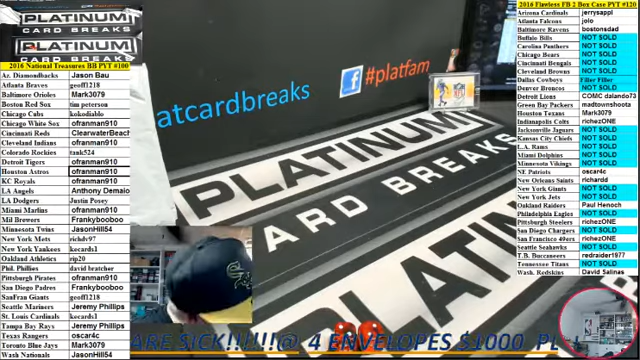 PLATINUM
CARD BREAKS
PLATINUM
CARD BREAKS
2016 National Treasures BB PYT #100
Az. Diamondbacks Jason Bau
Atlanta Braves geoff1218
Baltimore Orioles Mark3079
Boston Red Sox tim peterson
Chicago Cubs kokodiablo
Chicago White Sox ofranman910
Cincinnati Reds ClearwaterBeach
Cleveland Indians ofranman910
Colorado Rockies tank524
Detroit Tigers ofranman910
Houston Astros ofranman910
KC Royals ofranman910
LA Angels Anthony Demaio
LA Dodgers Justin Posey
Miami Marlins ofranman910
Mil Brewers Frankybooboo
Minnesota Twins JasonHill54
New York Mets richdv97
New York Yankees kocards1
Oakland Athletics rip20
Phil. Phillies david bratcher
Pittsburgh Pirates ofranman910
San Diego Padres Frankybooboo
SanFran Giants geoff1218
Seattle Mariners Jeremy Phillips
St. Louis Cardinals kocards1
Tampa Bay Rays Jeremy Phillips
Texas Rangers oscar4c
Toronto Blue Jays Mark3079
Wash Nationals JasonHill54
atcardbreaks
f #platfam
PLATINUM
ARD BREAKS
PLATIN
ARE SICK!!!!!!@ 4 ENVELOPES $1000 PL
2016 Flawless FB 2 Box Case PYT #120
Arizona Cardinals jerrysappl
Atlanta Falcons jolo
Baltimore Ravens bostonsdad
Buffalo Bills NOT SOLD
Carolina Panthers NOT SOLD
Chicago Bears NOT SOLD
Cincinnati Bengals NOT SOLD
Cleveland Browns NOT SOLD
Dallas Cowboys Filler Filler
Denver Broncos NOT SOLD
Detroit Lions COMC dalando73
Green Bay Packers madtownshoota
Houston Texans Mark3079
Indianapolis Colts richezONE
Jacksonville Jaguars NOT SOLD
Kansas City Chiefs NOT SOLD
L.A. Rams NOT SOLD
Miami Dolphins NOT SOLD
Minnesota Vikings NOT SOLD
NE Patriots oscar4c
New Orleans Saints richardd
New York Giants NOT SOLD
New York Jets NOT SOLD
Oakland Raiders Paul Henoch
Philadelphia Eagles NOT SOLD
Pittsburgh Steelers richezONE
San Diego Chargers NOT SOLD
San Francisco 49ers richezONE
Seattle Seahawks NOT SOLD
T.B. Buccaneers redraider1977
Tennessee Titans NOT SOLD
Wash. Redskins David Salinas